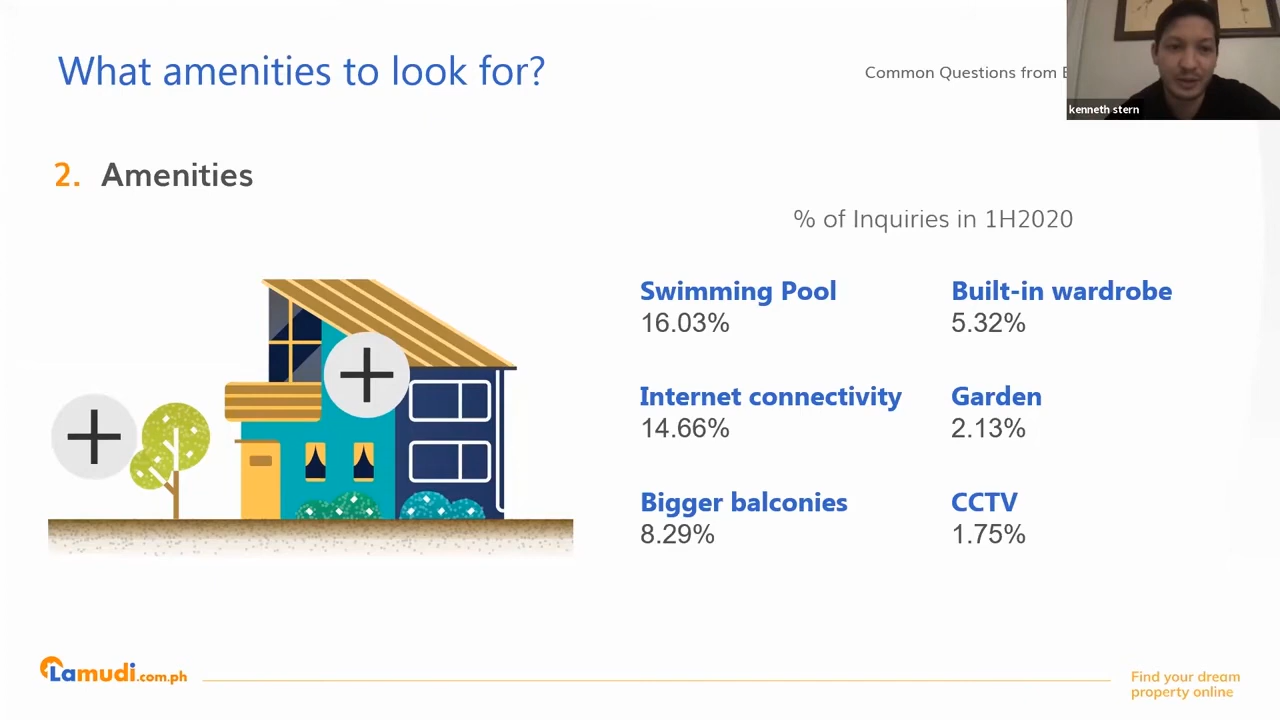 What amenities to look for?
Common Questions from
kenneth stern
2. Amenities
% of Inquiries in 1H2020
Swimming Pool
16.03%
Built-in wardrobe
5.32%
Internet connectivity
14.66%
Garden
2.13%
Bigger balconies
8.29%
CCTV
1.75%
Lamudi.com.ph
Find your dream
property online